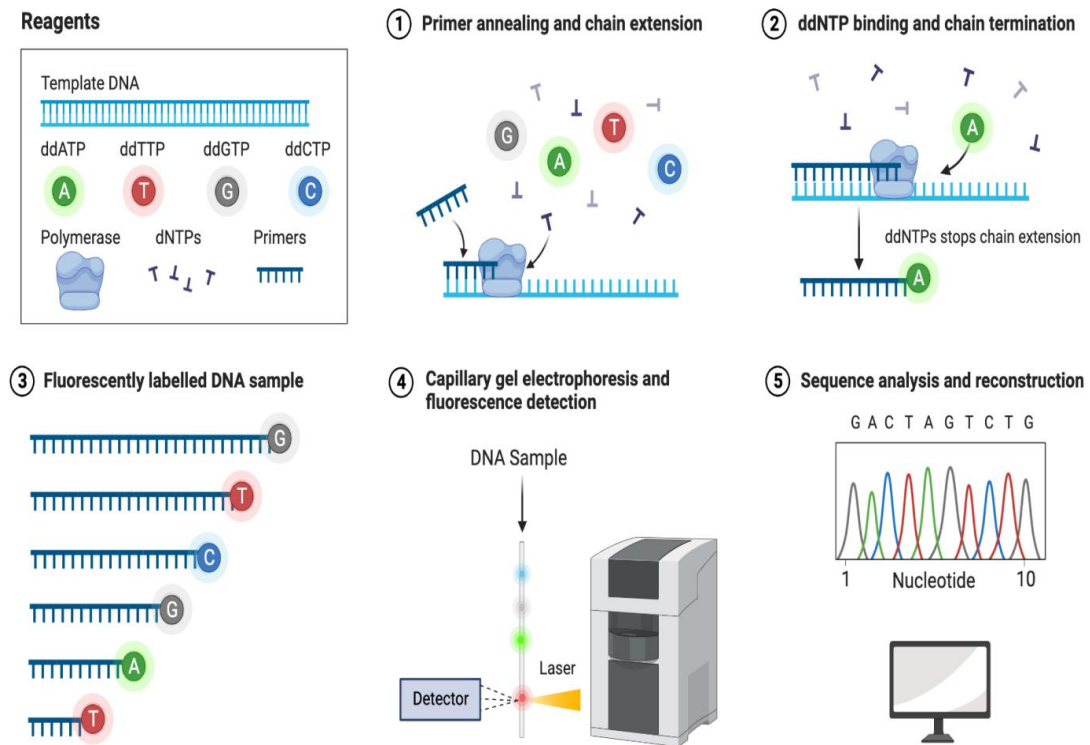 Reagents
Template DNA
ddATP ddTTP ddGTP ddCTP
A T G C
Polymerase dNTPs Primers
1 Primer annealing and chain extension
G A T C
2 ddNTP binding and chain termination
A
ddNTPs stops chain extension
A
3 Fluorescently labelled DNA sample
G
T
C
G
A
T
4 Capillary gel electrophoresis and
fluorescence detection
DNA Sample
Laser
Detector
5 Sequence analysis and reconstruction
G A C T A G T C T G
1 Nucleotide 10